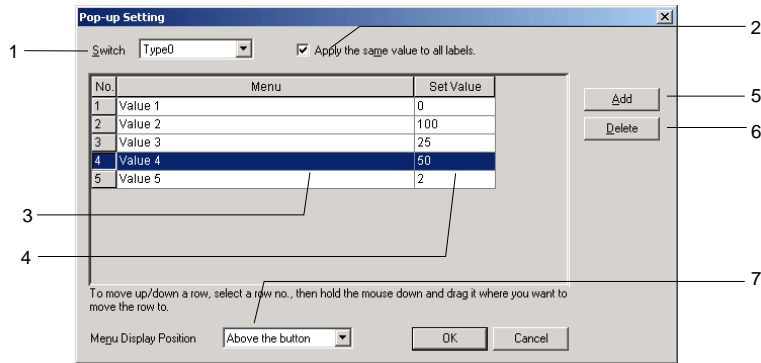 Pop-up Setting
2
1
Switch Type0 Apply the same value to all labels.
No. Menu Set Value
1 Value 1 0
2 Value 2 100
3 Value 3 25
4 Value 4 50
5 Value 5 2
Add
5
Delete
6
3
4
7
To move up/down a row, select a row no., then hold the mouse down and drag it where you want to
move the row to.
Menu Display Position Above the button OK Cancel